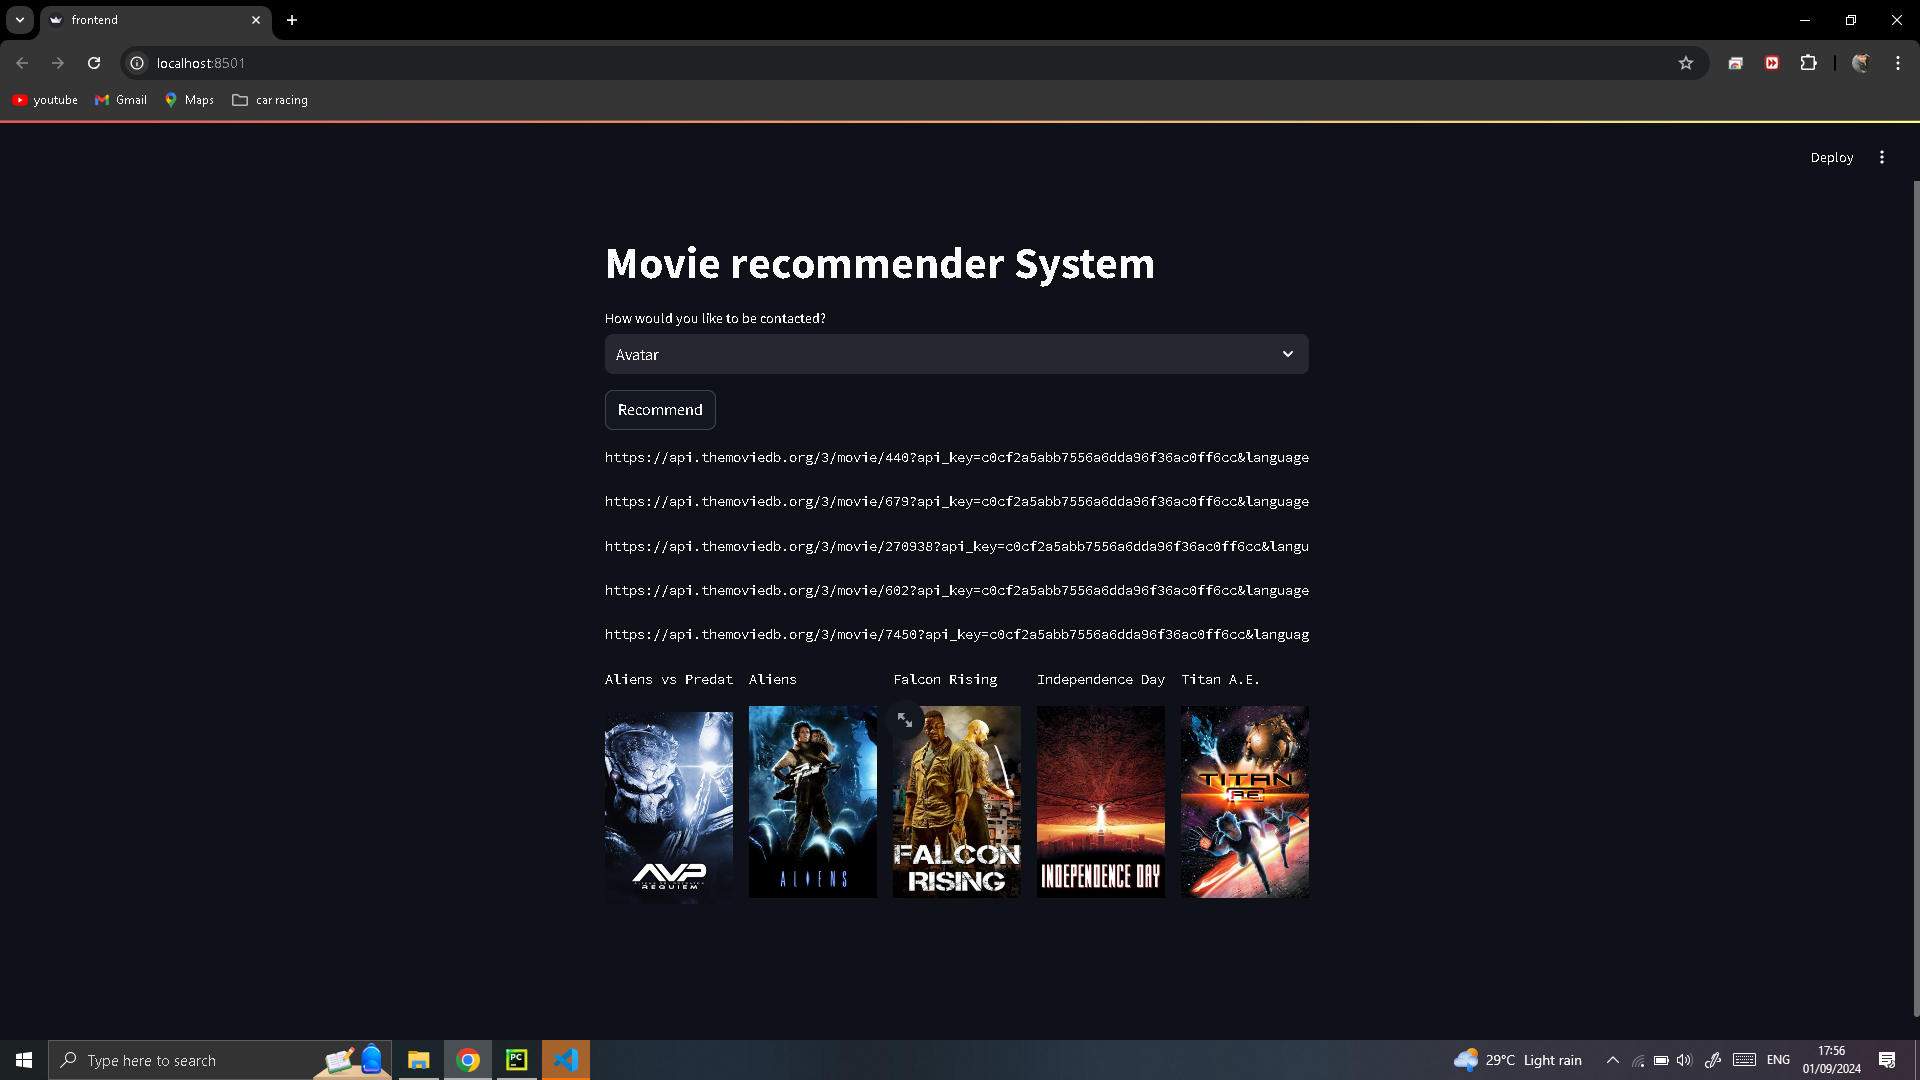 frontend
localhost:8501
youtube Gmail Maps car racing
Deploy
Movie recommender System
How would you like to be contacted?
Avatar
Recommend
https://api.themoviedb.org/3/movie/440?api_key=c0cf2a5abb7556a6dda96f36ac0ff6cc&language
https://api.themoviedb.org/3/movie/679?api_key=c0cf2a5abb7556a6dda96f36ac0ff6cc&language
https://api.themoviedb.org/3/movie/270938?api_key=c0cf2a5abb7556a6dda96f36ac0ff6cc&langu
https://api.themoviedb.org/3/movie/602?api_key=c0cf2a5abb7556a6dda96f36ac0ff6cc&language
https://api.themoviedb.org/3/movie/7450?api_key=c0cf2a5abb7556a6dda96f36ac0ff6cc&languag
Aliens vs Predat Aliens Falcon Rising Independence Day Titan A.E.
AVP
REQUIEM
ALIENS
FALCON
RISING
INDEPENDENCE DAY
TITAN
A.E.
Type here to search
PC
29°C Light rain
ENG
17:56
01/09/2024